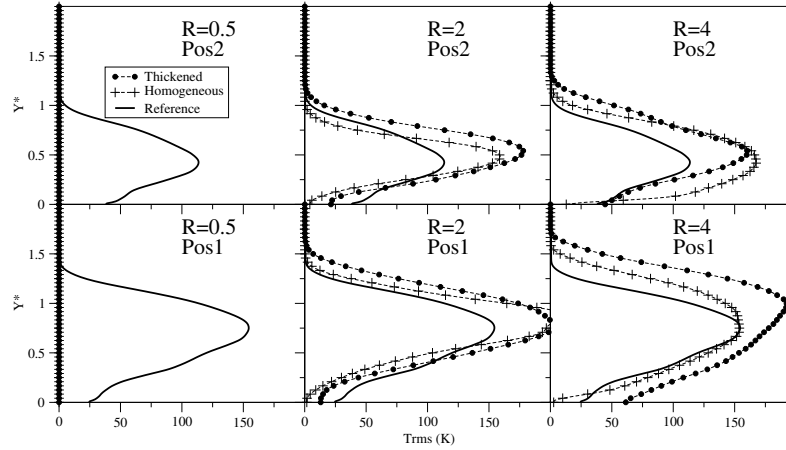 R=0.5 R=2 R=4
Pos2 Pos2 Pos2
Thickened
Homogeneous
Reference
Y*
1.5
1
0.5
0
R=0.5 R=2 R=4
Pos1 Pos1 Pos1
Y*
1.5
1
0.5
0
0 50 100 150 0 50 100 150 0 50 100 150
Trms (K)